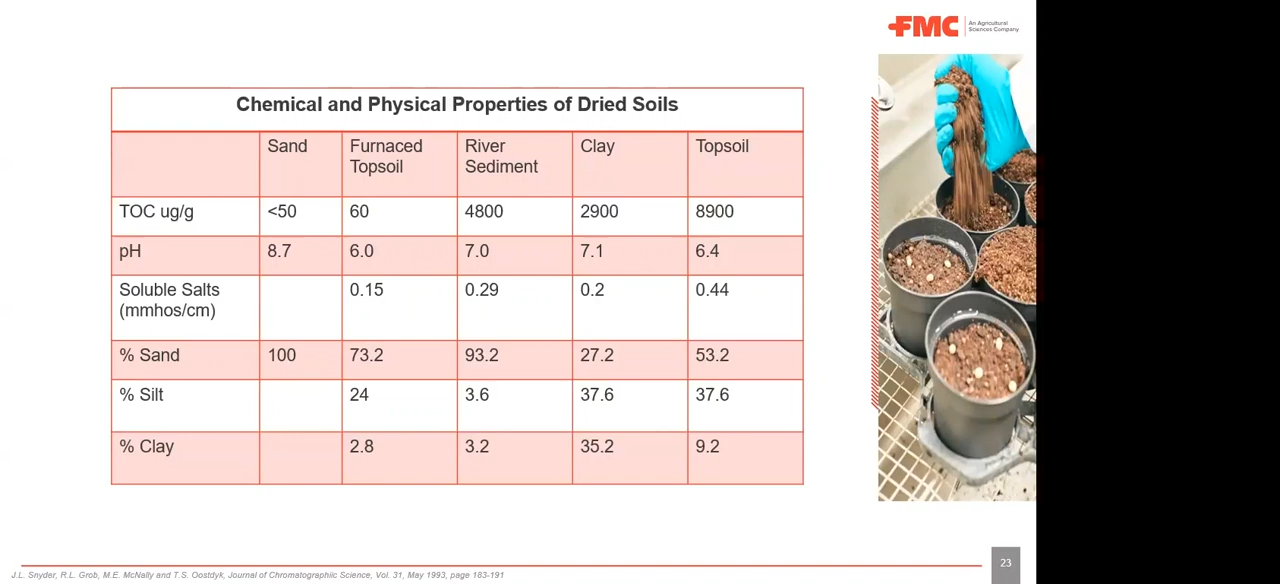 FMC
An Agricultural
Sciences Company
Chemical and Physical Properties of Dried Soils
Sand Furnaced Topsoil River Sediment Clay Topsoil
TOC ug/g <50 60 4800 2900 8900
pH 8.7 6.0 7.0 7.1 6.4
Soluble Salts (mmhos/cm) 0.15 0.29 0.2 0.44
% Sand 100 73.2 93.2 27.2 53.2
% Silt 24 3.6 37.6 37.6
% Clay 2.8 3.2 35.2 9.2
23
J.L. Snyder, R.L. Grob, M.E. McNally and T.S. Oostdyk, Journal of Chromatographiic Science, Vol. 31, May 1993, page 183-191